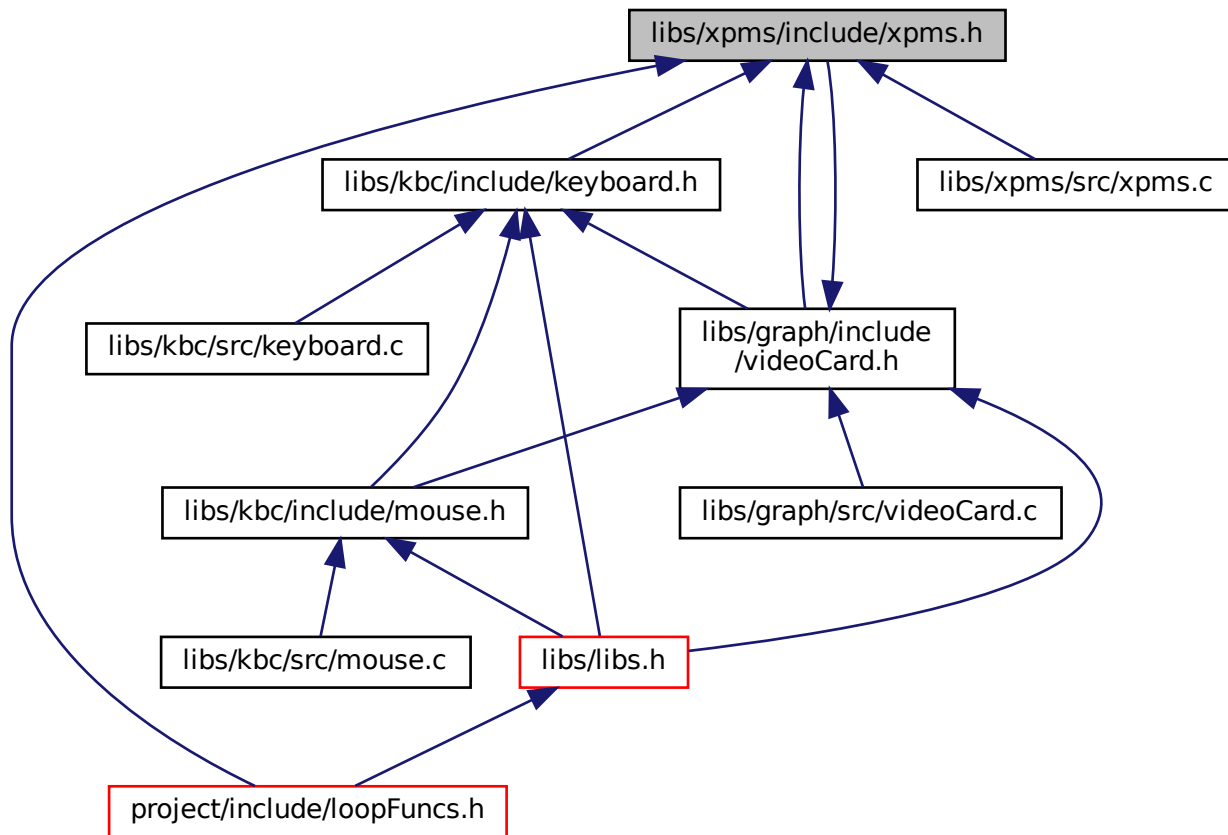 libs/xpms/include/xpms.h
libs/kbc/include/keyboard.h
libs/xpms/src/xpms.c
libs/kbc/src/keyboard.c
libs/graph/include
/videoCard.h
libs/kbc/include/mouse.h
libs/graph/src/videoCard.c
libs/kbc/src/mouse.c
libs/libs.h
project/include/loopFuncs.h